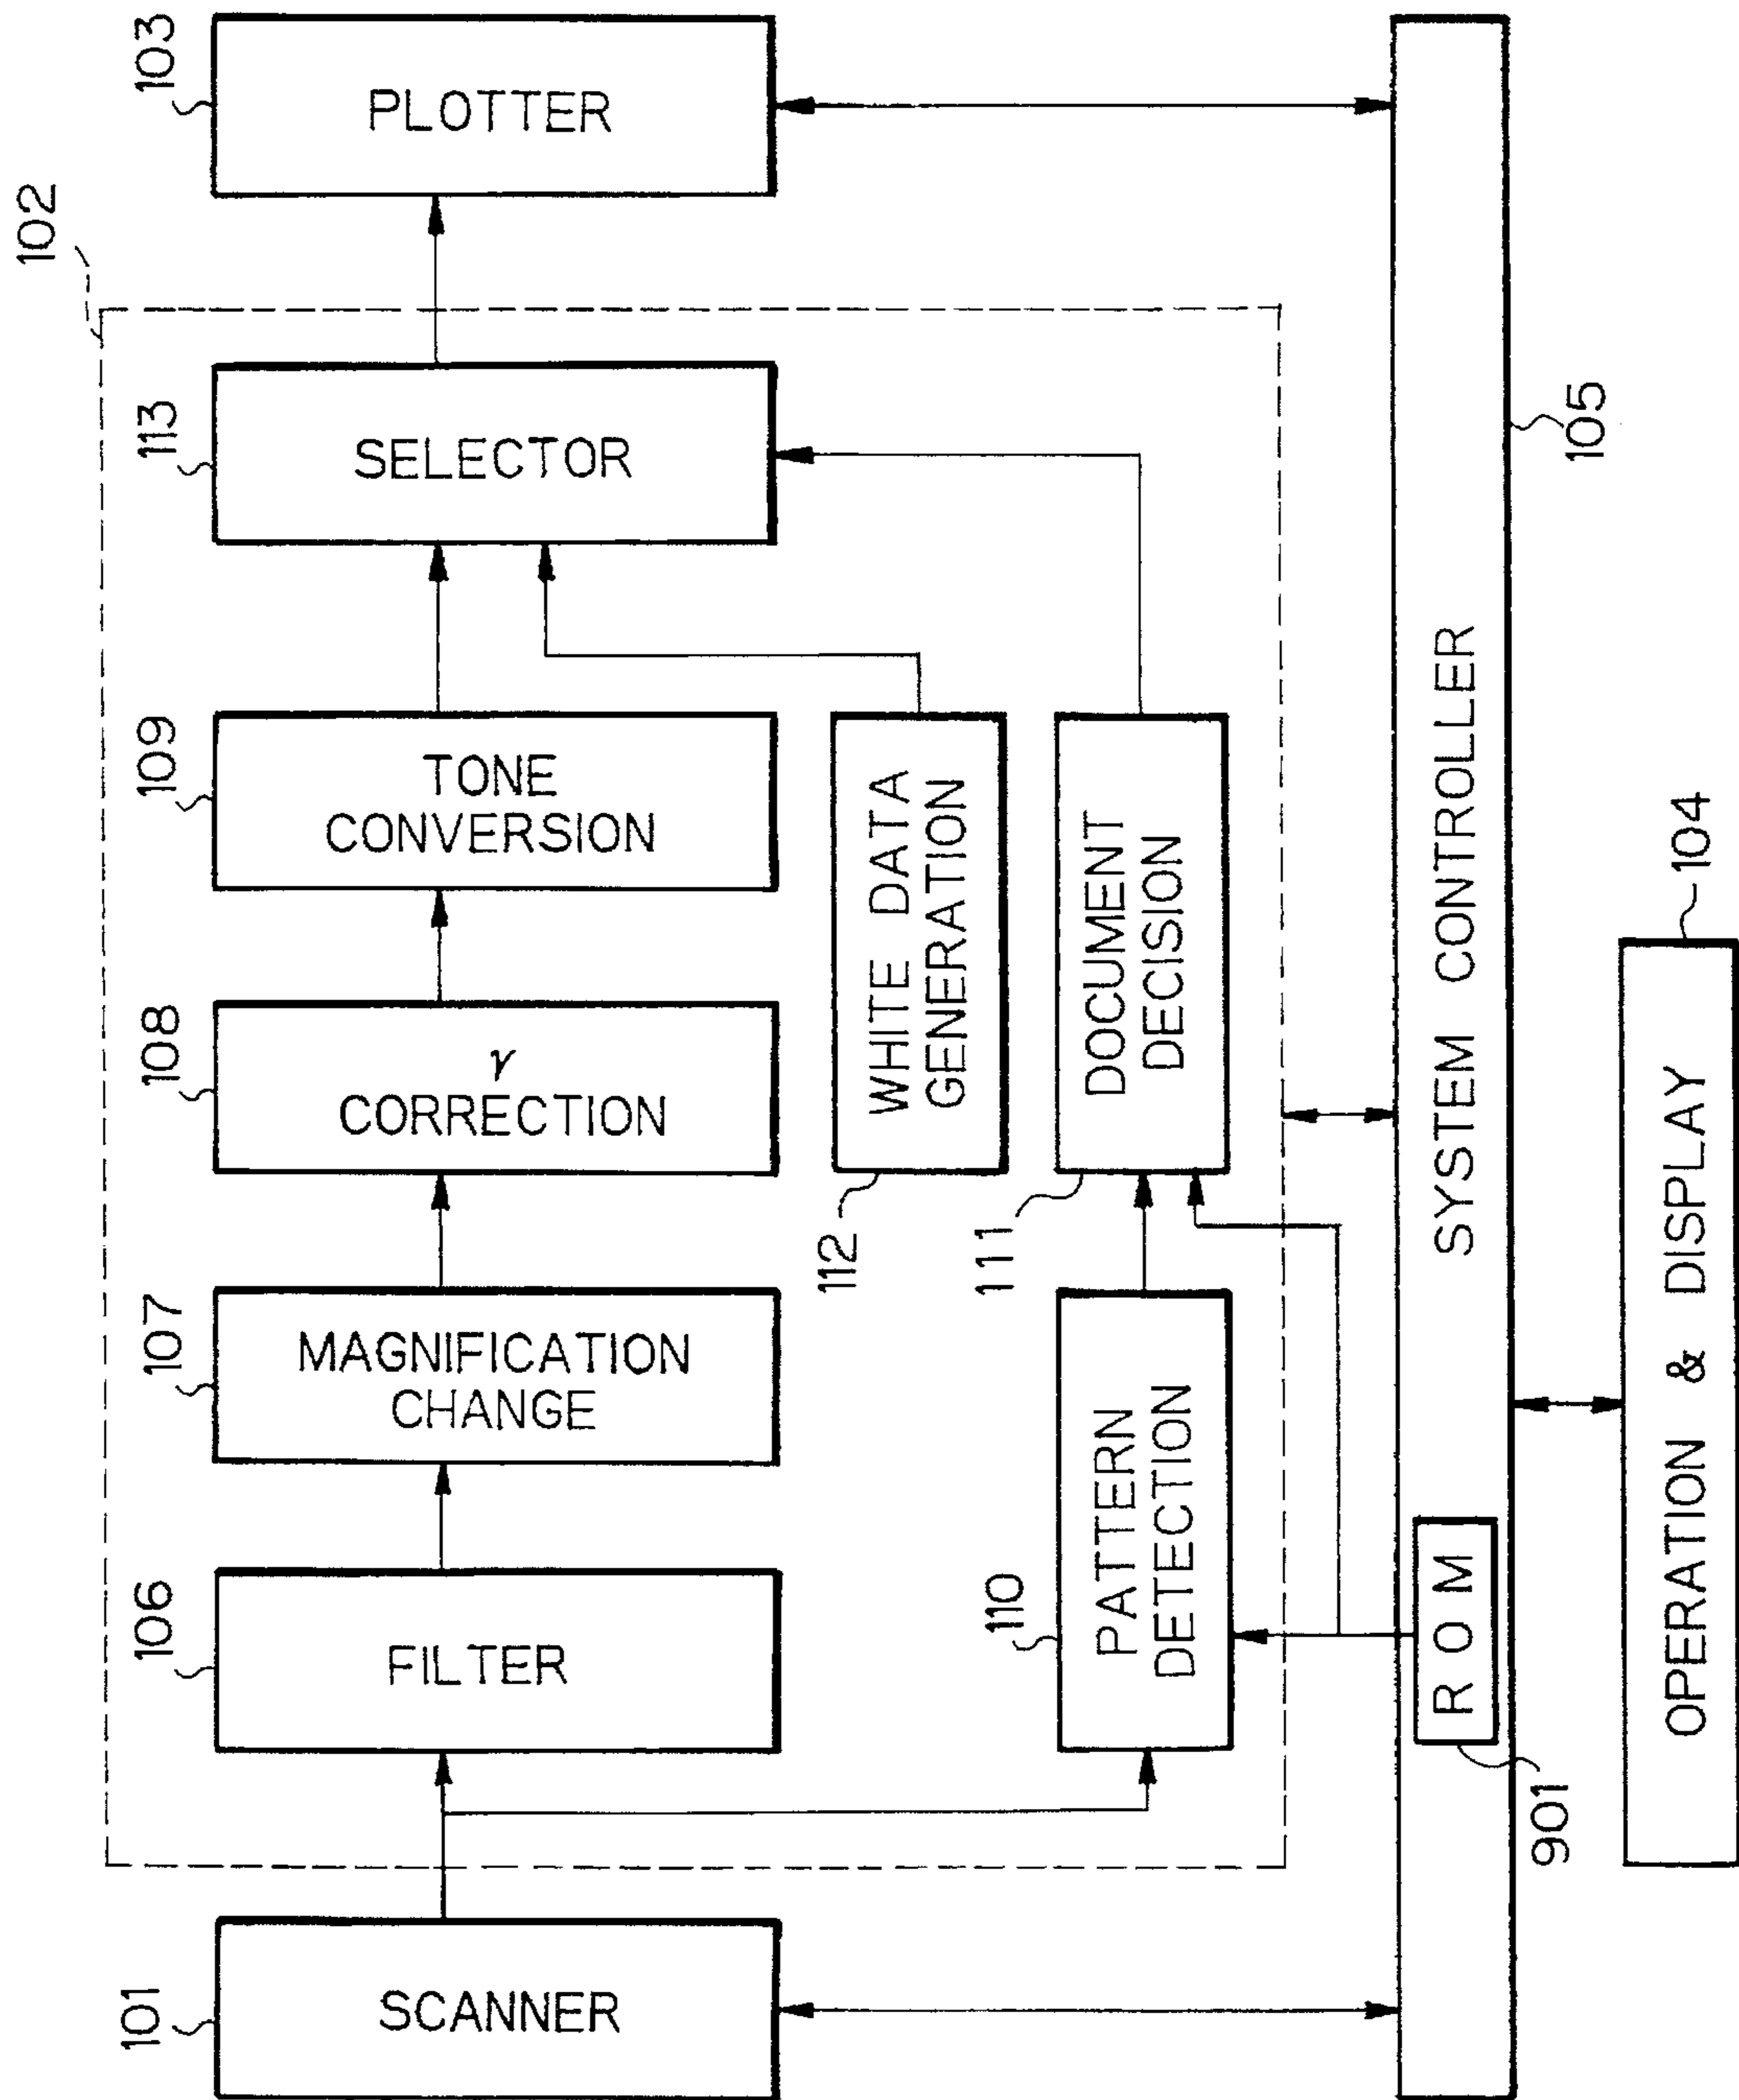 102
101
SCANNER
106
FILTER
107
MAGNIFICATION
CHANGE
108
γ
CORRECTION
109
TONE
CONVERSION
113
SELECTOR
103
PLOTTER
112
WHITE DATA
GENERATION
110
PATTERN
DETECTION
111
DOCUMENT
DECISION
ROM
901
SYSTEM CONTROLLER
105
OPERATION & DISPLAY
104